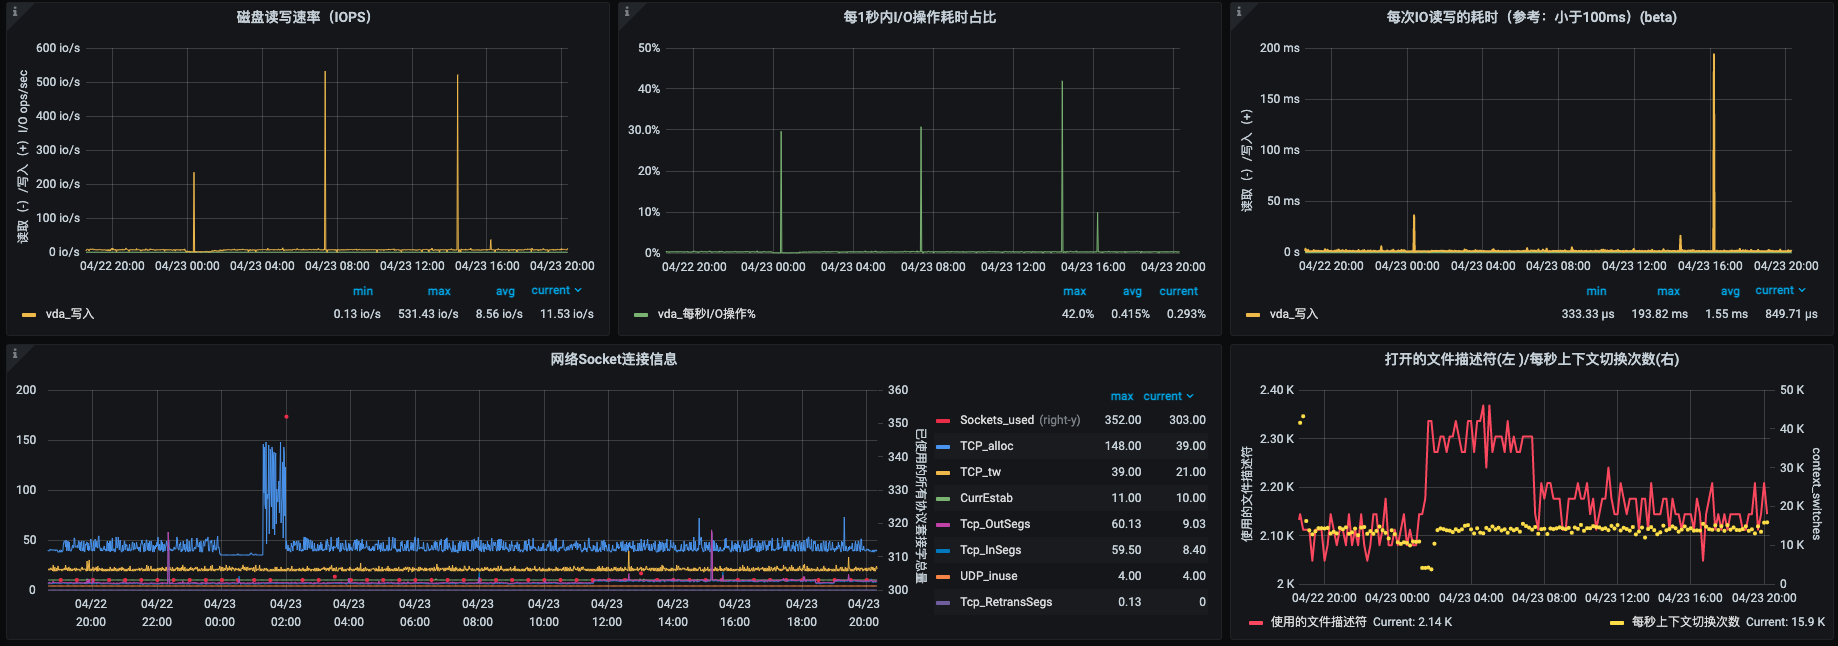 磁盘读写速率（IOPS）
读取（-）/写入（+） I/O ops/sec
600 io/s
500 io/s
400 io/s
300 io/s
200 io/s
100 io/s
0 io/s
04/22 20:00 04/23 00:00 04/23 04:00 04/23 08:00 04/23 12:00 04/23 16:00 04/23 20:00
min max avg current
vda_写入 0.13 io/s 531.43 io/s 8.56 io/s 11.53 io/s
每1秒内I/O操作耗时占比
50%
40%
30.0%
20%
10%
0%
04/22 20:00 04/23 00:00 04/23 04:00 04/23 08:00 04/23 12:00 04/23 16:00 04/23 20:00
max avg current
vda_每秒I/O操作% 42.0% 0.415% 0.293%
每次IO读写的耗时（参考：小于100ms）(beta)
读取（-）/写入（+）
200 ms
150 ms
100 ms
50 ms
0 s
04/22 20:00 04/23 00:00 04/23 04:00 04/23 08:00 04/23 12:00 04/23 16:00 04/23 20:00
min max avg current
vda_写入 333.33 µs 193.82 ms 1.55 ms 849.71 µs
网络Socket连接信息
200
150
100
50
0
360
350
340
330
320
310
300
已使用的所有协议套接字总量
04/22 04/22 04/23 04/23 04/23 04/23 04/23 04/23 04/23 04/23 04/23 04/23 04/23
20:00 22:00 00:00 02:00 04:00 06:00 08:00 10:00 12:00 14:00 16:00 18:00 20:00
max current
Sockets_used (right-y) 352.00 303.00
TCP_alloc 148.00 39.00
TCP_tw 39.00 21.00
CurrEstab 11.00 10.00
Tcp_OutSegs 60.13 9.03
Tcp_InSegs 59.50 8.40
UDP_inuse 4.00 4.00
Tcp_RetransSegs 0.13 0
打开的文件描述符(左 )/每秒上下文切换次数(右)
使用的文件描述符
2.40 K
2.30 K
2.20 K
2.10 K
2 K
50 K
40 K
30 K
20 K
10 K
0
context_switches
04/22 20:00 04/23 00:00 04/23 04:00 04/23 08:00 04/23 12:00 04/23 16:00 04/23 20:00
使用的文件描述符 Current: 2.14 K
每秒上下文切换次数 Current: 15.9 K